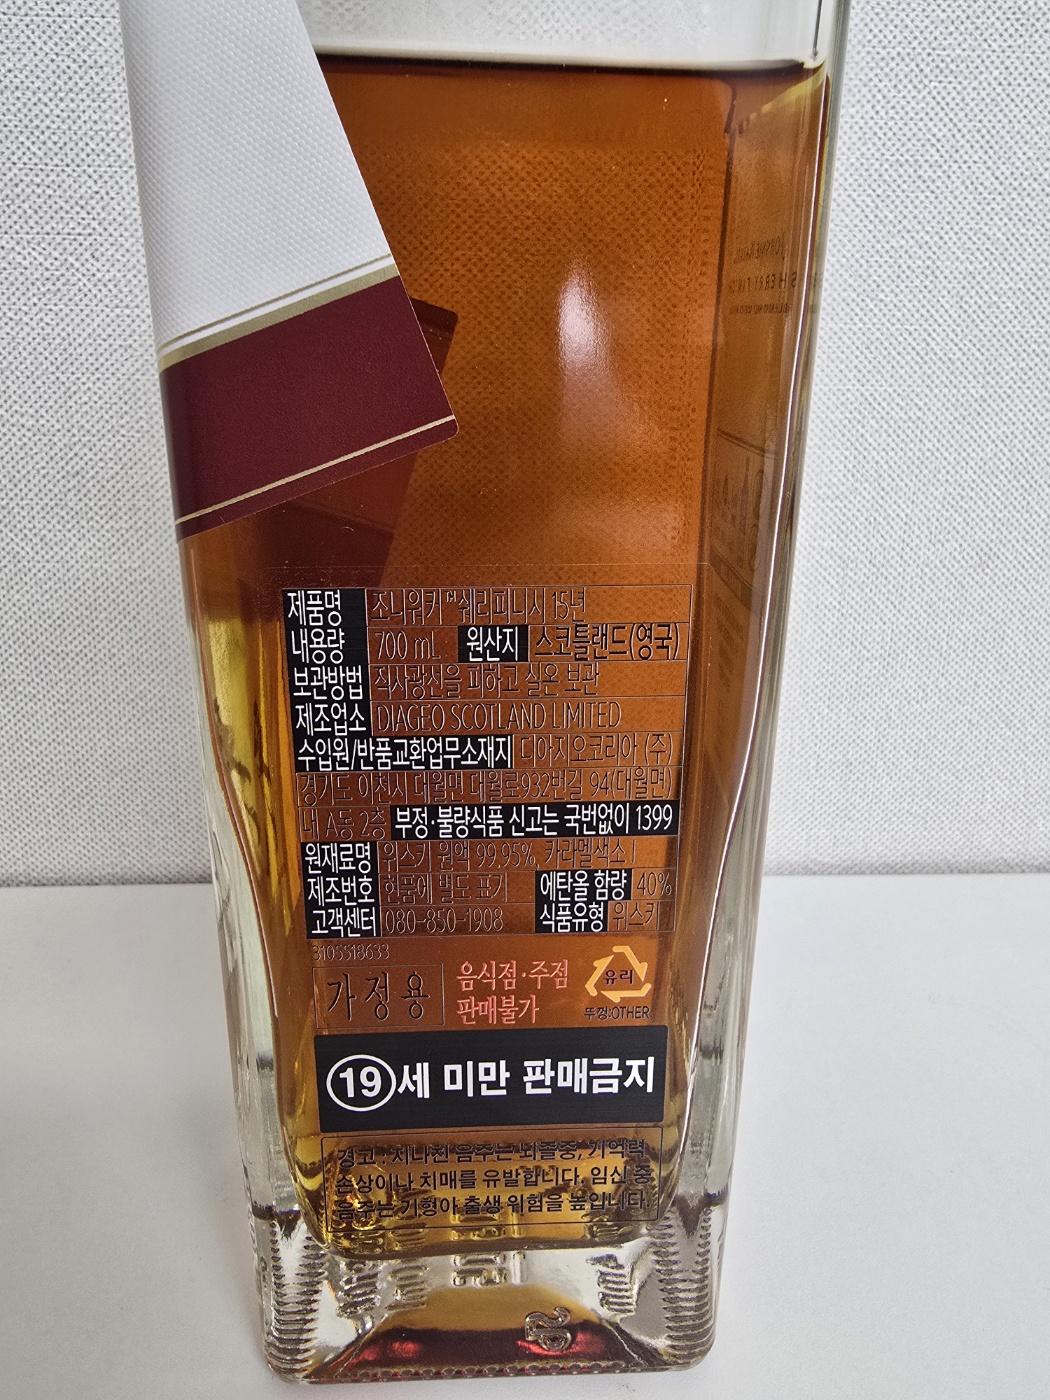 제품명 조니워커™쉐리피니시 15년
내용량 700 mL 원산지 스코틀랜드(영국)
보관방법 직사광선을 피하고 실온 보관
제조업소 DIAGEO SCOTLAND LIMITED
수입원/반품교환업무소재지 디아지오코리아 (주)
경기도 이천시 대월면 대월로932번길 94(대월면)
내 A동 2층 부정·불량식품 신고는 국번없이 1399
원재료명 위스키 원액 99.95%, 카라멜색소 I
제조번호 현품에 별도 표기 에탄올 함량 40%
고객센터 080-850-1908 식품유형 위스키
3105518633
가정용 음식점·주점
판매불가
유리
뚜껑:OTHER
19세 미만 판매금지
경고 : 지나친 음주는 뇌졸중, 기억력
손상이나 치매를 유발합니다. 임신 중
음주는 기형아 출생 위험을 높입니다.